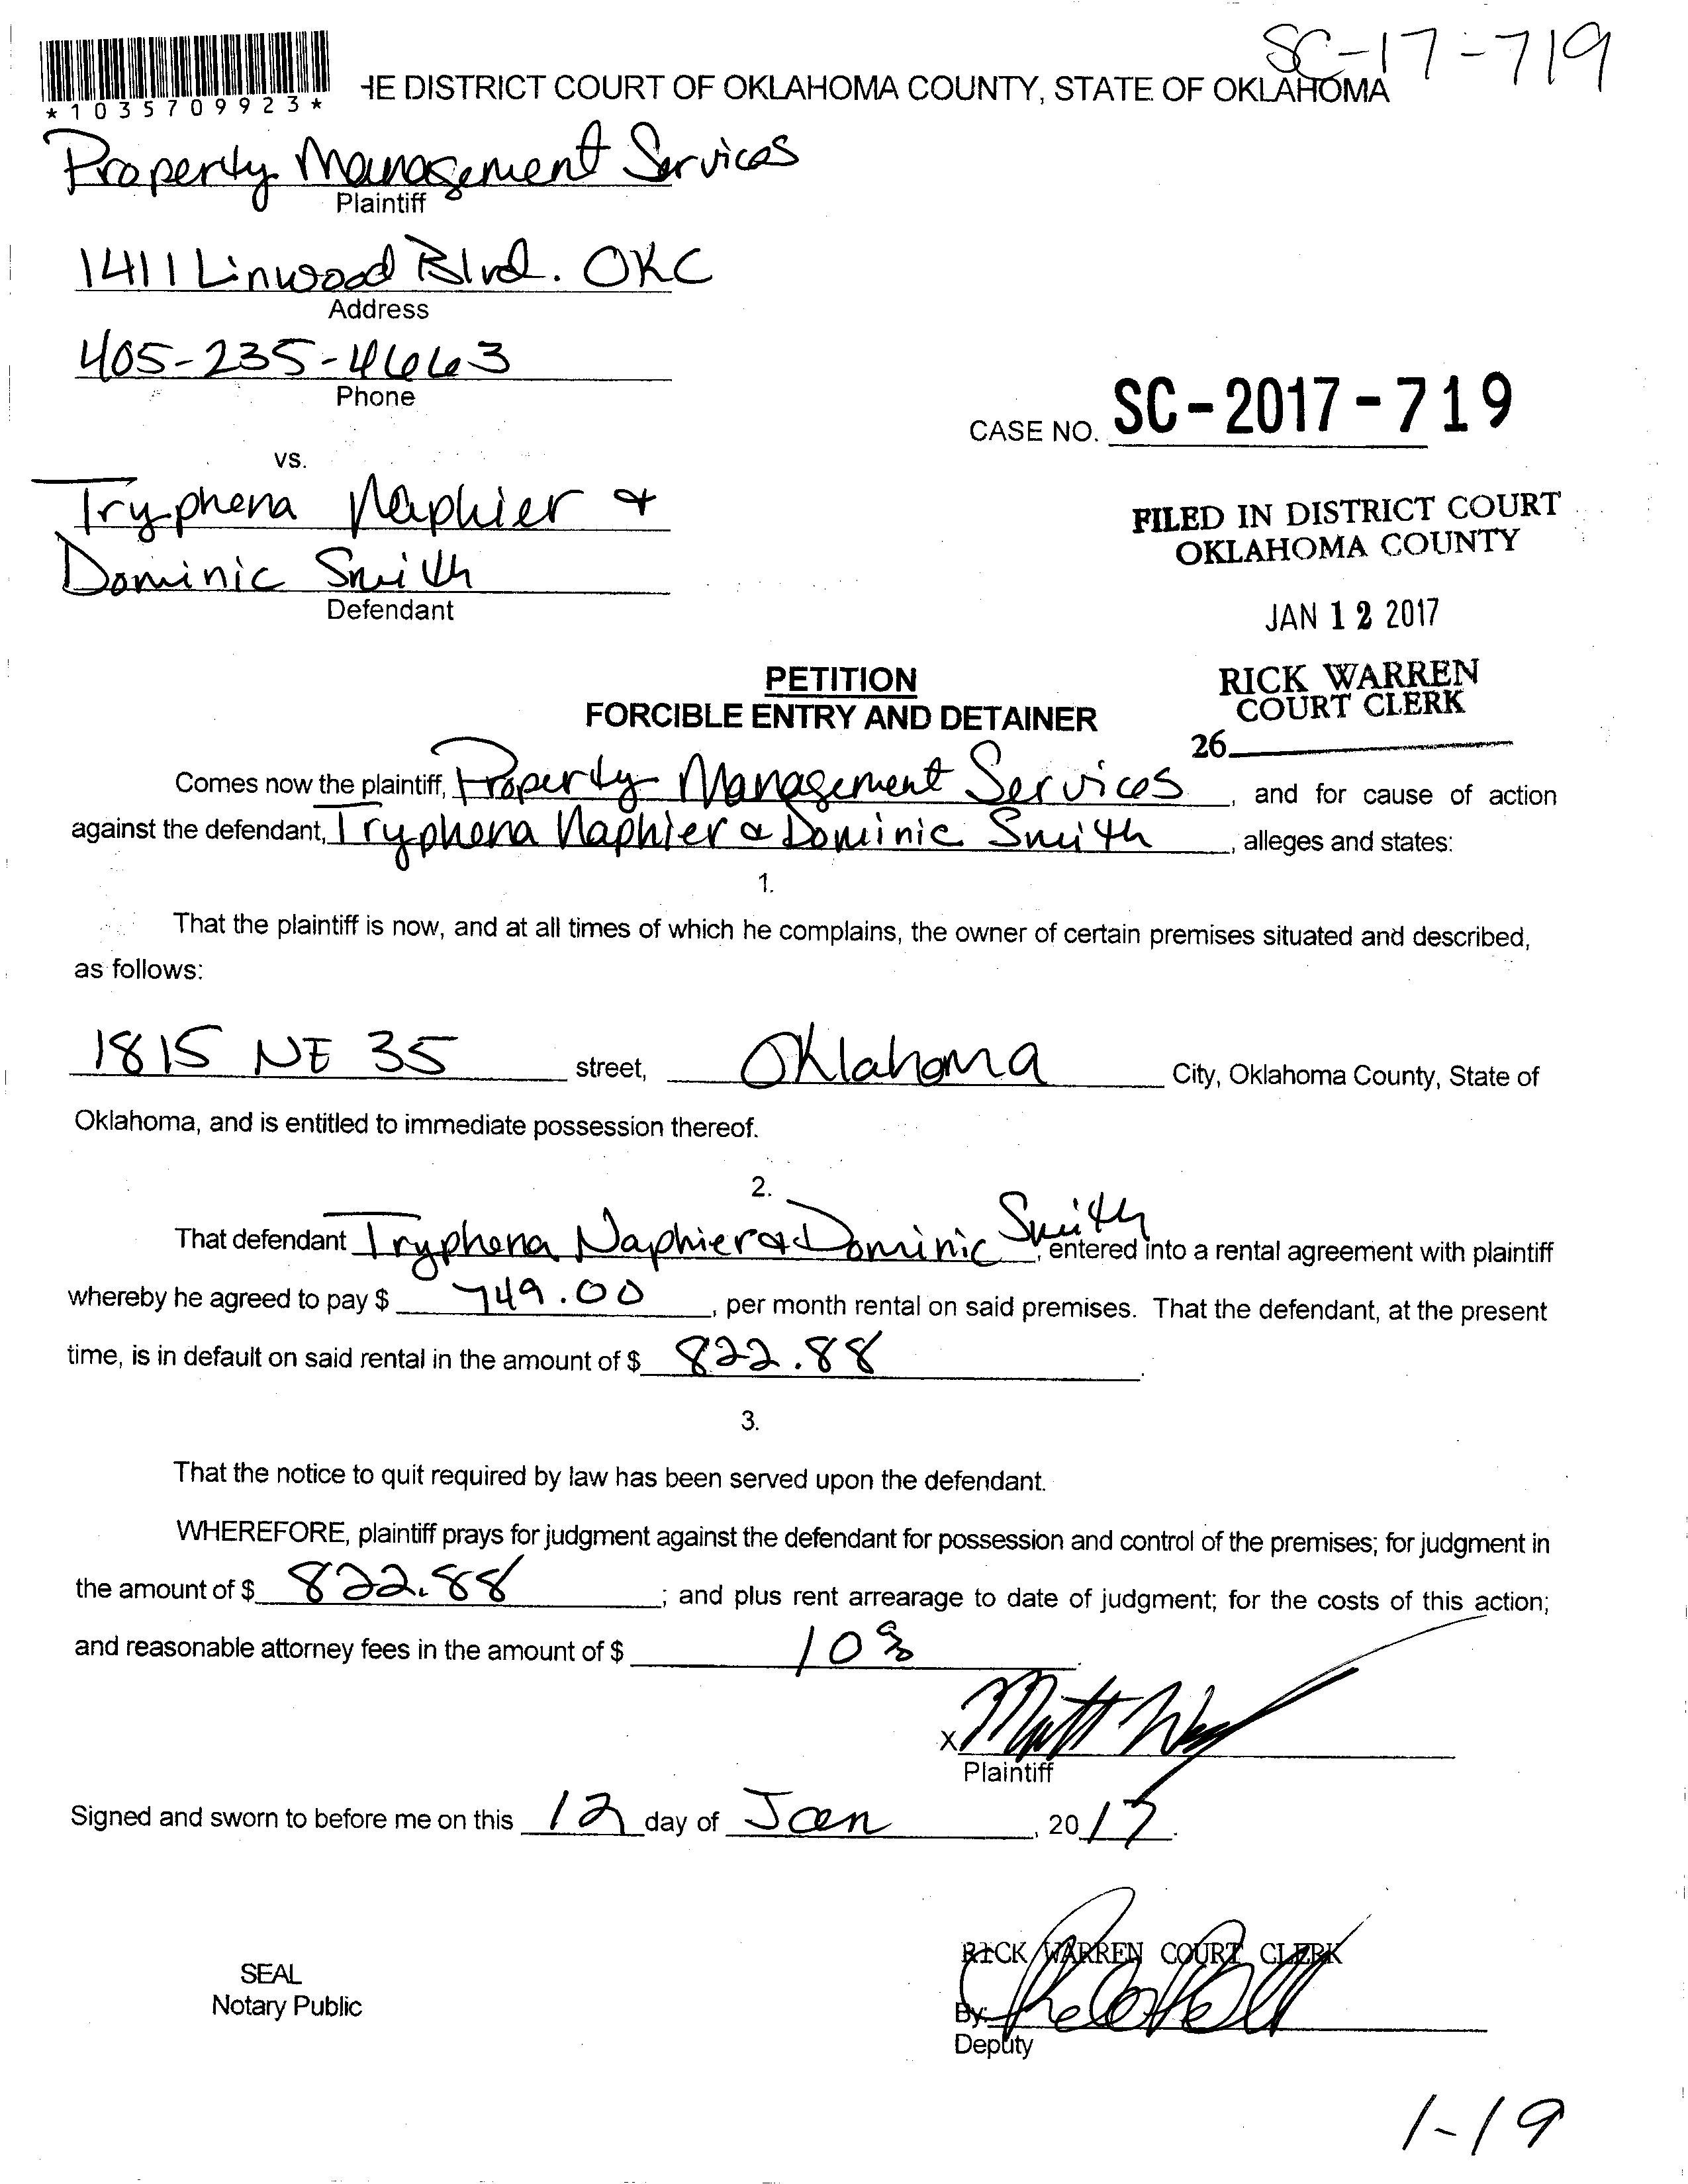 SC-17-719
*1035709923*
HE DISTRICT COURT OF OKLAHOMA COUNTY, STATE OF OKLAHOMA
Property Management Services
Plaintiff
1411 Linwood Blvd. OKC
Address
405-235-4663
Phone
CASE NO. SC-2017-719
vs.
Tryphena Naphier &
Dominic Smith
Defendant
FILED IN DISTRICT COURT
OKLAHOMA COUNTY
JAN 12 2017
RICK WARREN
COURT CLERK
26
PETITION
FORCIBLE ENTRY AND DETAINER
Comes now the plaintiff, Property Management Services, and for cause of action
against the defendant, Tryphena Naphier & Dominic Smith, alleges and states:
1.
That the plaintiff is now, and at all times of which he complains, the owner of certain premises situated and described,
as follows:
1815 NE 35 street, Oklahoma City, Oklahoma County, State of
Oklahoma, and is entitled to immediate possession thereof.
2.
That defendant Tryphena Naphier & Dominic Smith, entered into a rental agreement with plaintiff
whereby he agreed to pay $ 749.00, per month rental on said premises. That the defendant, at the present
time, is in default on said rental in the amount of $ 822.88.
3.
That the notice to quit required by law has been served upon the defendant.
WHEREFORE, plaintiff prays for judgment against the defendant for possession and control of the premises; for judgment in
the amount of $ 822.88; and plus rent arrearage to date of judgment; for the costs of this action;
and reasonable attorney fees in the amount of $ 10%.
X Matt
Plaintiff
Signed and sworn to before me on this 12 day of Jan, 2017.
SEAL
Notary Public
RICK WARREN COURT CLERK
By:
Deputy
1-19